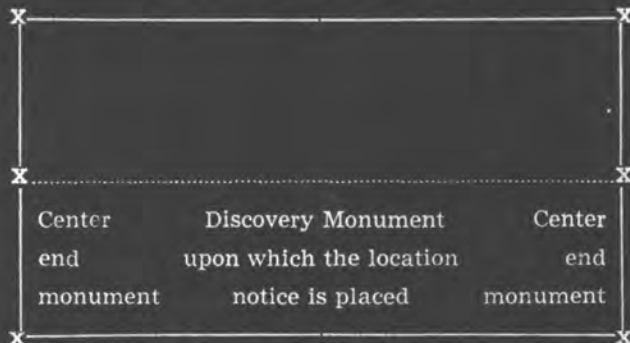 X X
X X
Center Discovery Monument Center
end upon which the location end
monument notice is placed monument
X X